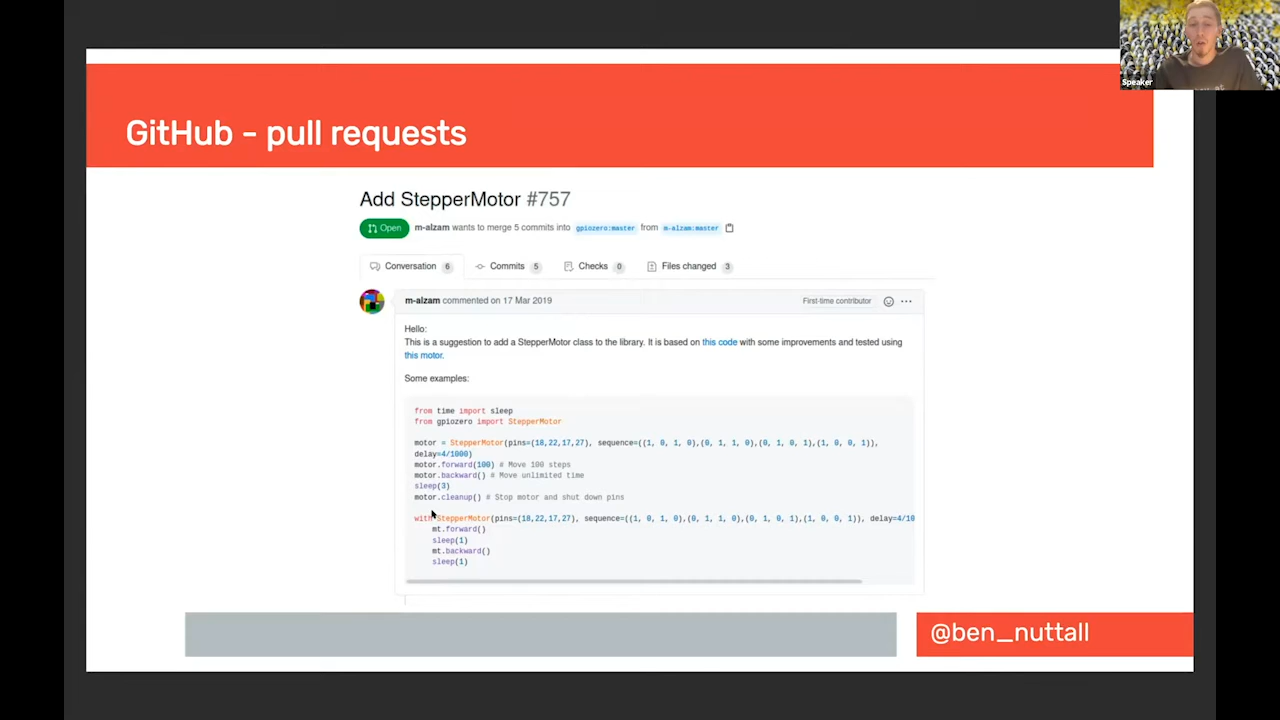 Speaker
GitHub - pull requests
Add StepperMotor #757
Open m-alzam wants to merge 5 commits into gpiozero:master from m-alzam:master
Conversation 6 Commits 5 Checks 0 Files changed 3
m-alzam commented on 17 Mar 2019 First-time contributor
Hello:
This is a suggestion to add a StepperMotor class to the library. It is based on this code with some improvements and tested using
this motor.
Some examples:
from time import sleep
from gpiozero import StepperMotor
motor = StepperMotor(pins=(18,22,17,27), sequence=((1, 0, 1, 0),(0, 1, 1, 0),(0, 1, 0, 1),(1, 0, 0, 1)),
delay=4/1000)
motor.forward(100) # Move 100 steps
motor.backward() # Move unlimited time
sleep(3)
motor.cleanup() # Stop motor and shut down pins
with StepperMotor(pins=(18,22,17,27), sequence=((1, 0, 1, 0),(0, 1, 1, 0),(0, 1, 0, 1),(1, 0, 0, 1)), delay=4/10
mt.forward()
sleep(1)
mt.backward()
sleep(1)
@ben_nuttall